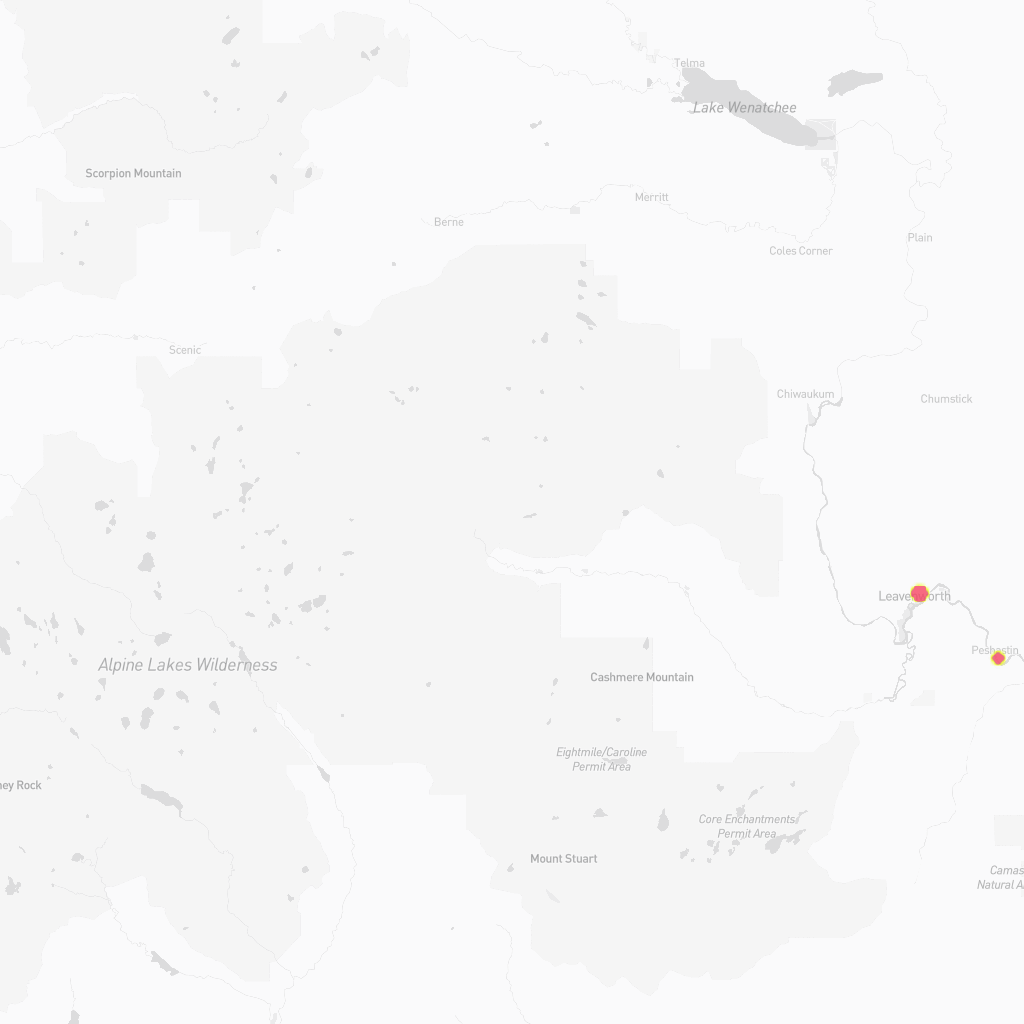 Telma
Lake Wenatchee
Scorpion Mountain
Merritt
Berne
Plain
Coles Corner
Scenic
Chiwaukum
Chumstick
Leavenworth
Peshastin
Alpine Lakes Wilderness
Cashmere Mountain
Eightmile/Caroline
Permit Area
ney Rock
Core Enchantments
Permit Area
Mount Stuart
Camas
Natural A